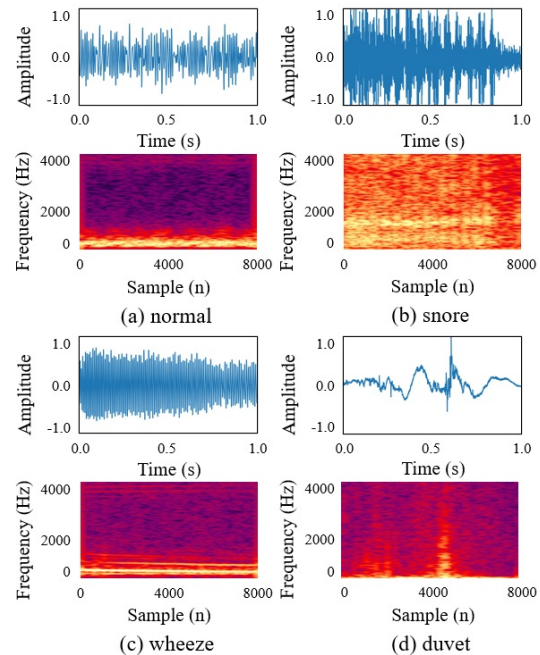 1.0
0.0
-1.0
Amplitude
0.0 0.5 1.0
Time (s)
4000
2000
0
Frequency (Hz)
0 4000 8000
Sample (n)
(a) normal
1.0
0.0
-1.0
Amplitude
0.0 0.5 1.0
Time (s)
4000
2000
0
Frequency (Hz)
0 4000 8000
Sample (n)
(b) snore
1.0
0.0
-1.0
Amplitude
0.0 0.5 1.0
Time (s)
4000
2000
0
Frequency (Hz)
0 4000 8000
Sample (n)
(c) wheeze
1.0
0.0
-1.0
Amplitude
0.0 0.5 1.0
Time (s)
4000
2000
0
Frequency (Hz)
0 4000 8000
Sample (n)
(d) duvet